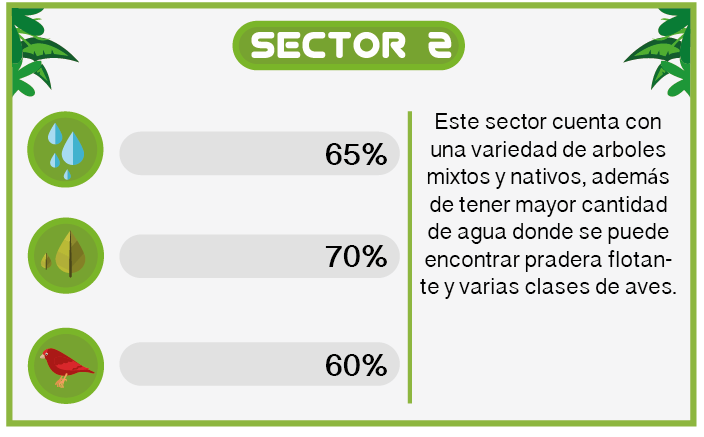 SECTOR 2
65%
70%
60%
Este sector cuenta con
una variedad de arboles
mixtos y nativos, además
de tener mayor cantidad
de agua donde se puede
encontrar pradera flotan-
te y varias clases de aves.